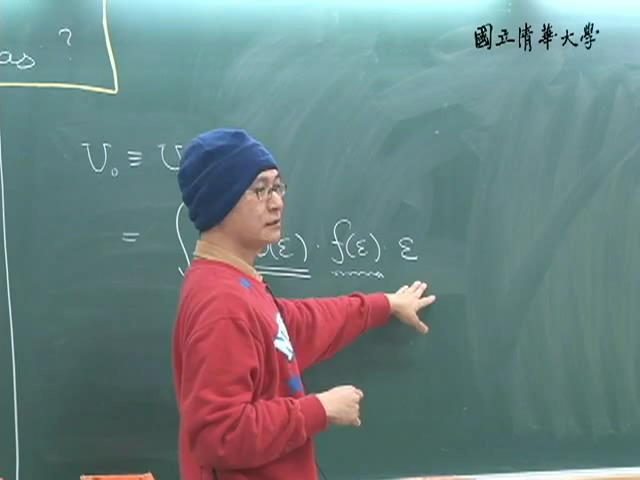 國立清華大學
as ?
U₀ ≡ U
= ∫ (ε) · f(ε) · ε